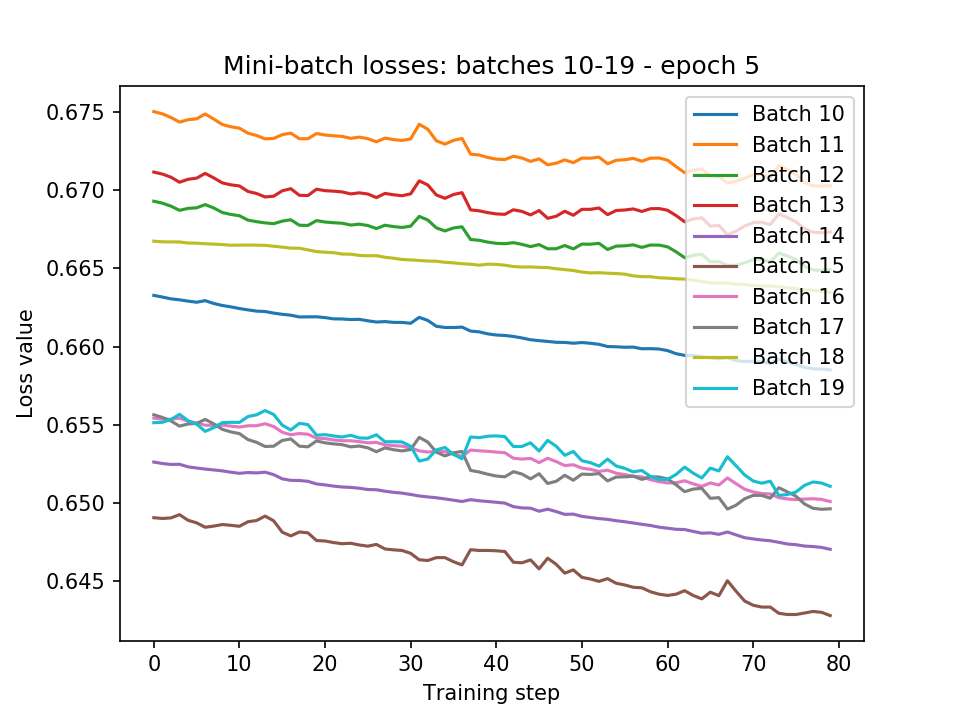 Mini-batch losses: batches 10-19 - epoch 5
0.675
0.670
0.665
0.660
0.655
0.650
0.645
Loss value
0
10
20
30
40
50
60
70
80
Training step
Batch 10
Batch 11
Batch 12
Batch 13
Batch 14
Batch 15
Batch 16
Batch 17
Batch 18
Batch 19